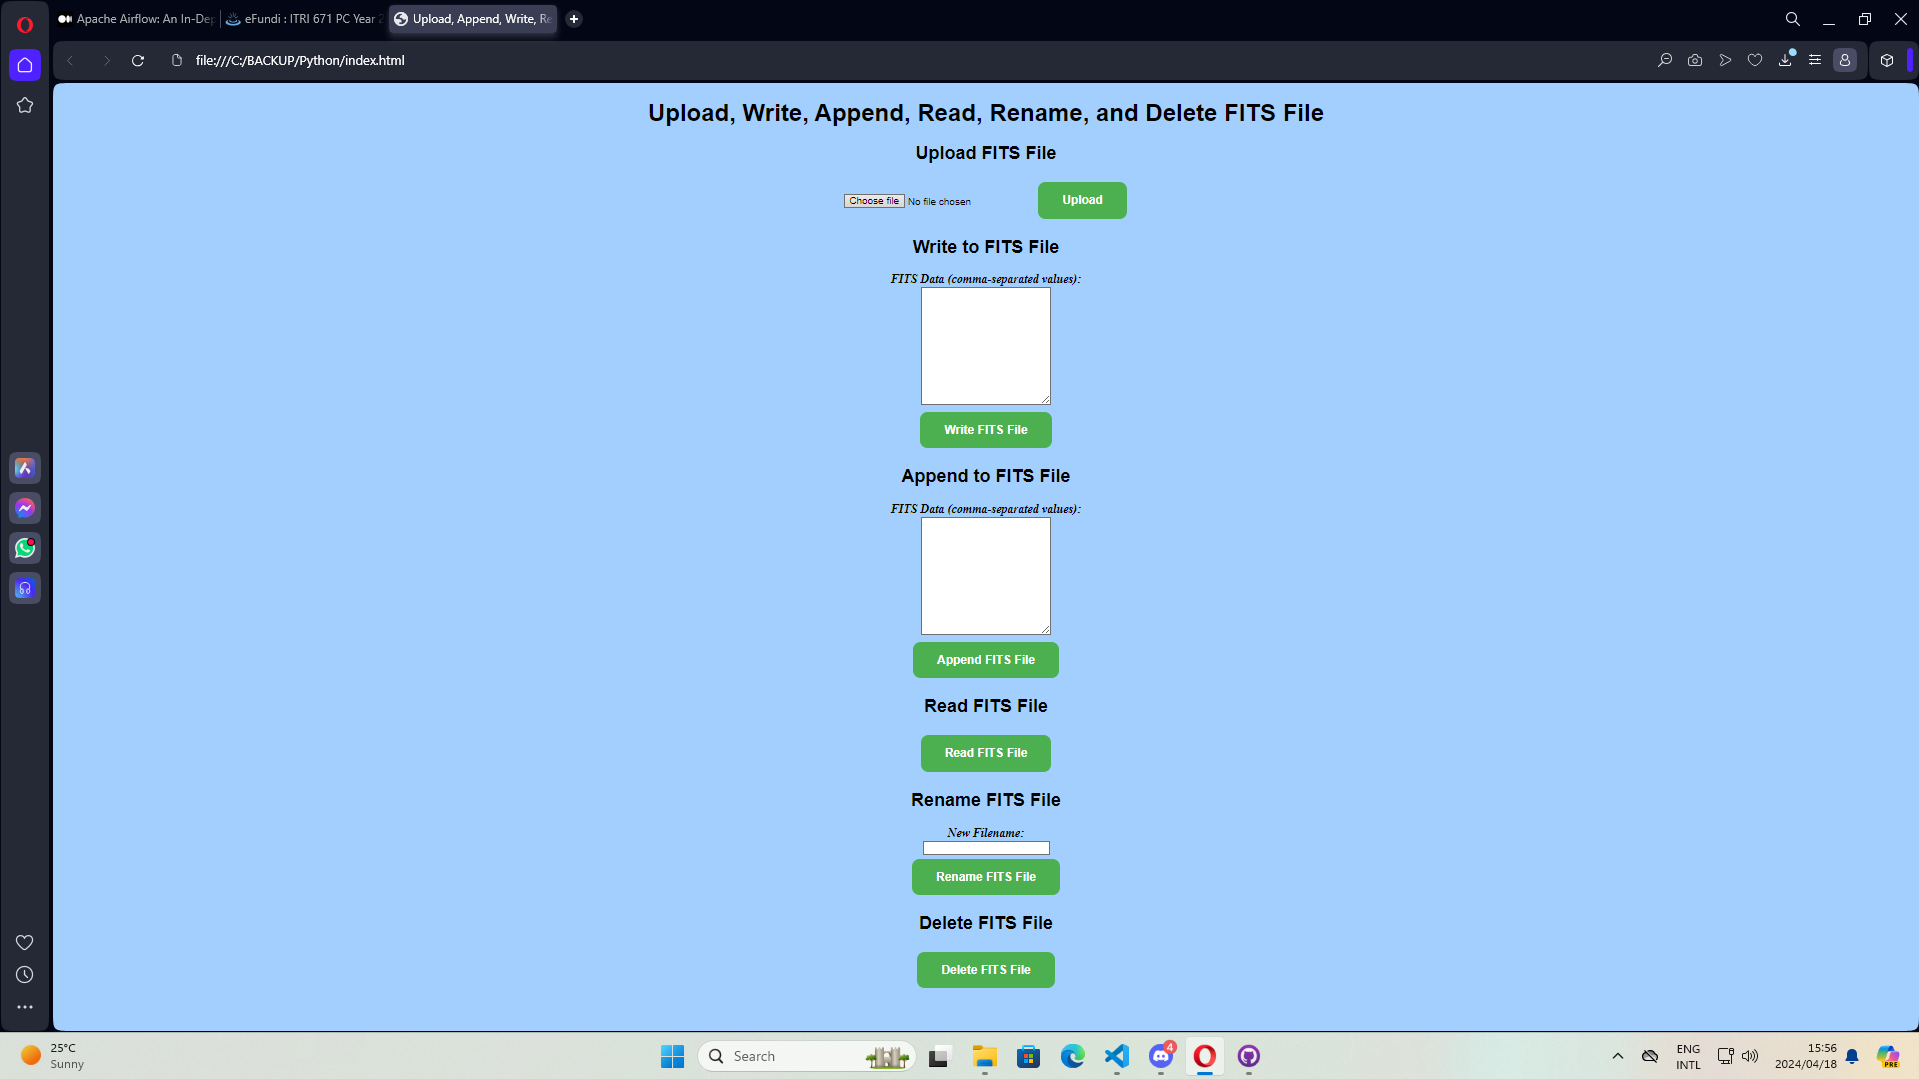 Apache Airflow: An In-Dep
eFundi : ITRI 671 PC Year 2
Upload, Append, Write, Re
file:///C:/BACKUP/Python/index.html
Upload, Write, Append, Read, Rename, and Delete FITS File
Upload FITS File
Choose file No file chosen
Upload
Write to FITS File
FITS Data (comma-separated values):
Write FITS File
Append to FITS File
FITS Data (comma-separated values):
Append FITS File
Read FITS File
Read FITS File
Rename FITS File
New Filename:
Rename FITS File
Delete FITS File
Delete FITS File
25°C
Sunny
Search
4
ENG
INTL
15:56
2024/04/18
PRE